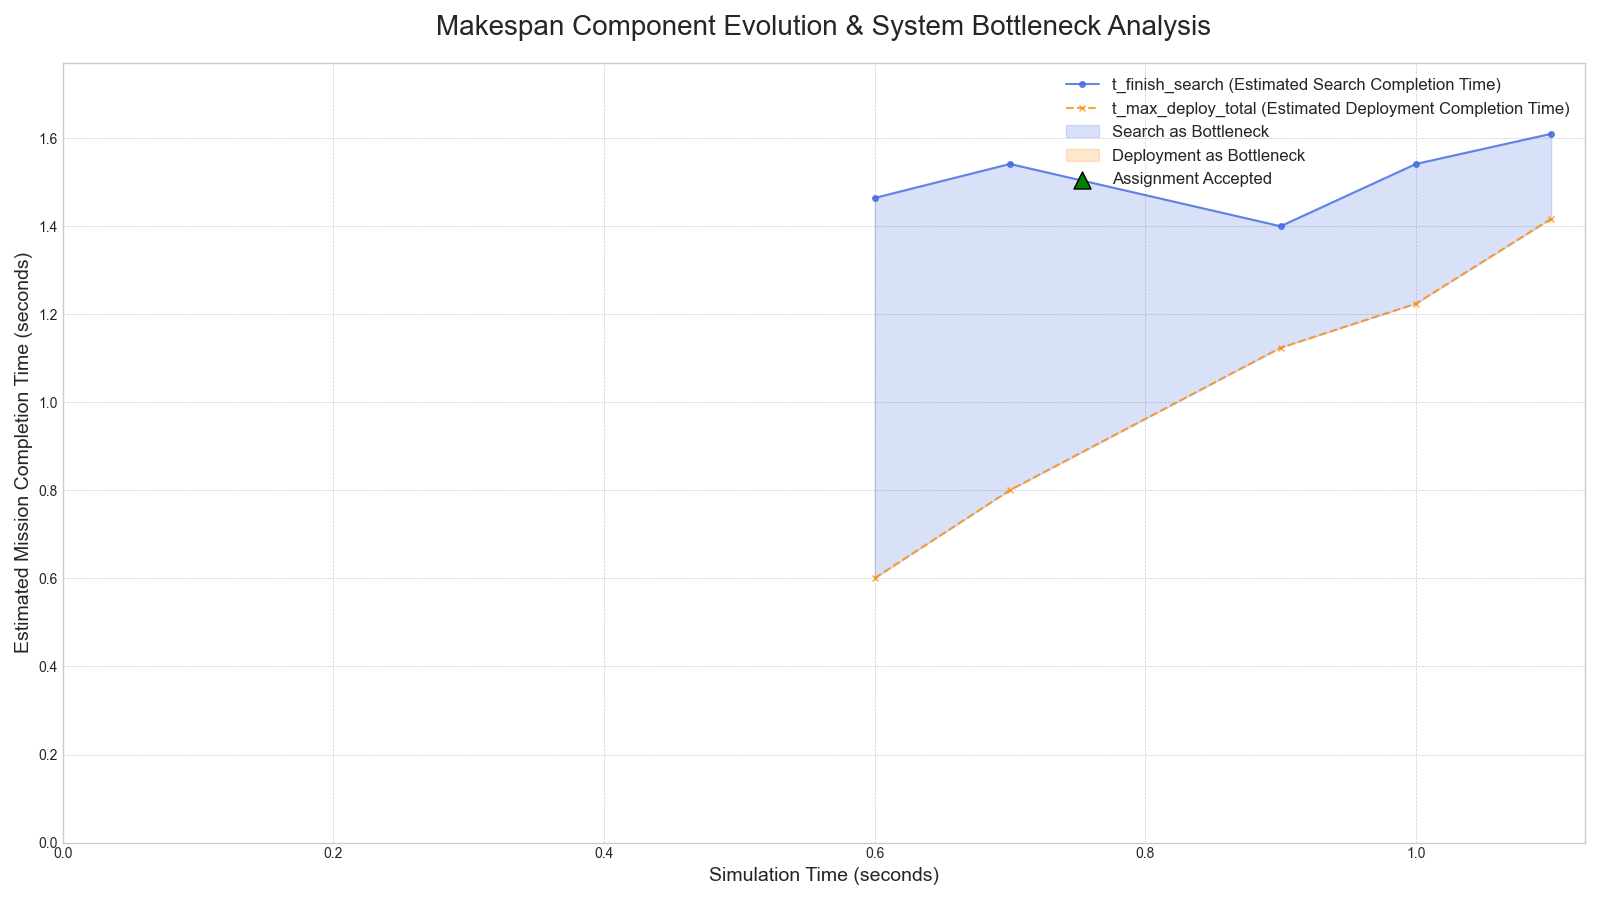 Makespan Component Evolution & System Bottleneck Analysis
t_finish_search (Estimated Search Completion Time)
t_max_deploy_total (Estimated Deployment Completion Time)
Search as Bottleneck
Deployment as Bottleneck
Assignment Accepted
Estimated Mission Completion Time (seconds)
1.6
1.4
1.2
1.0
0.8
0.6
0.4
0.2
0.0
0.0 0.2 0.4 0.6 0.8 1.0
Simulation Time (seconds)